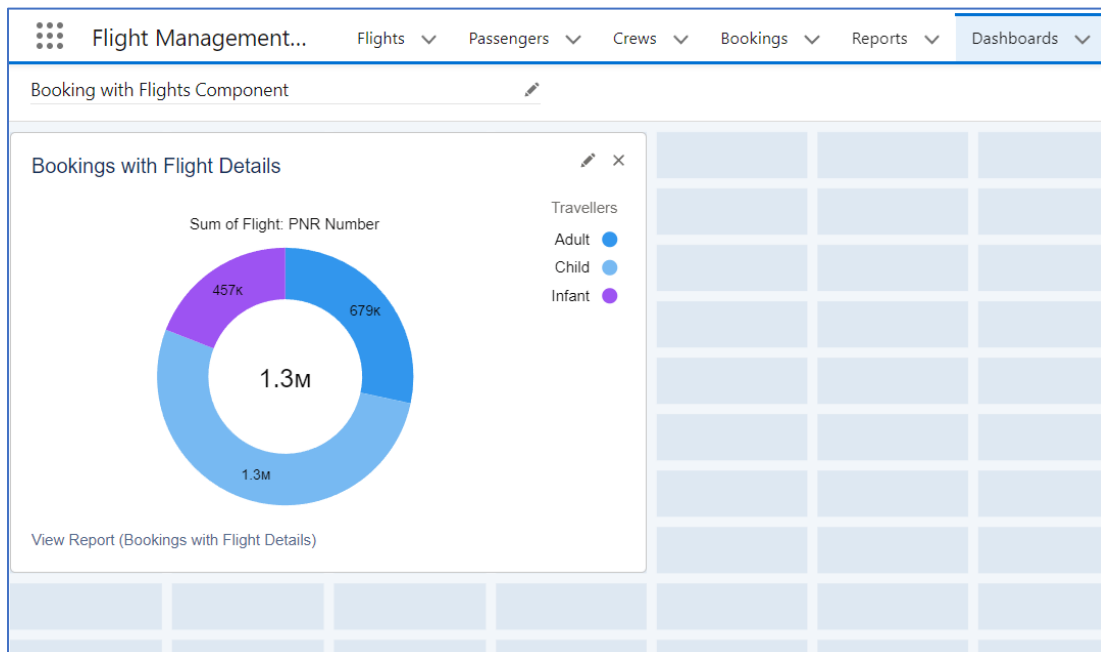 Flight Management... Flights Passengers Crews Bookings Reports Dashboards
Booking with Flights Component
Bookings with Flight Details
Travellers
Sum of Flight: PNR Number
Adult
Child
Infant
457K
679K
1.3M
1.3M
View Report (Bookings with Flight Details)